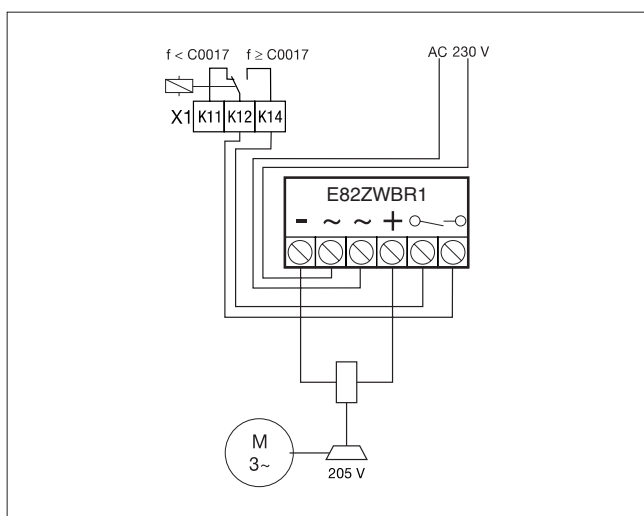 f < C0017 f ≥ C0017 AC 230 V
X1 K11 K12 K14
E82ZWBR1
- ~ ~ +
M
3~
205 V